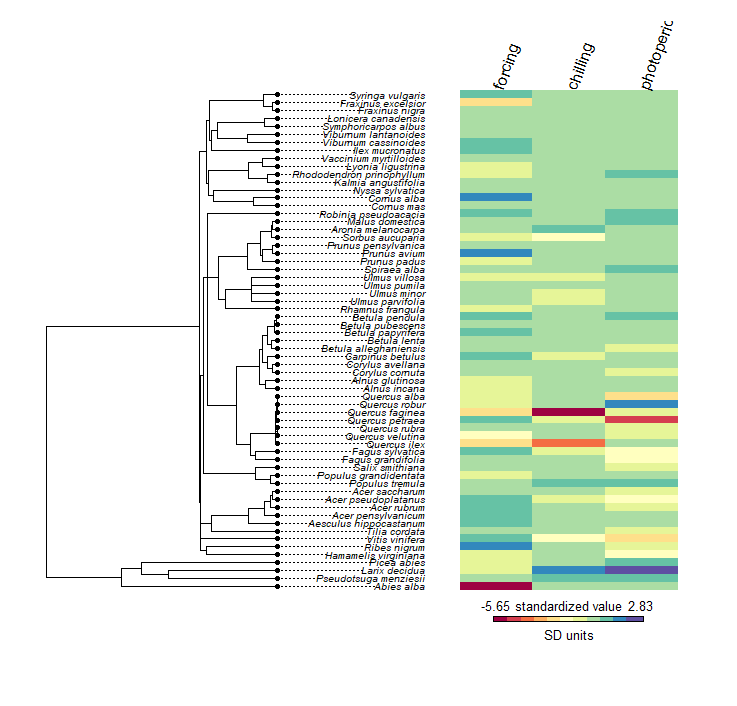 forcing chilling photoperio
Syringa vulgaris
Fraxinus excelsior
Fraxinus nigra
Lonicera canadensis
Symphoricarpos albus
Viburnum lantanoides
Viburnum cassinoides
Ilex mucronatus
Vaccinium myrtilloides
Lyonia ligustrina
Rhododendron prinophyllum
Kalmia angustifolia
Nyssa sylvatica
Cornus alba
Cornus mas
Robinia pseudoacacia
Malus domestica
Aronia melanocarpa
Sorbus aucuparia
Prunus pensylvanica
Prunus avium
Prunus padus
Spiraea alba
Ulmus villosa
Ulmus pumila
Ulmus minor
Ulmus parvifolia
Rhamnus frangula
Betula pendula
Betula pubescens
Betula papyrifera
Betula lenta
Betula alleghaniensis
Carpinus betulus
Corylus avellana
Corylus cornuta
Alnus glutinosa
Alnus incana
Quercus alba
Quercus robur
Quercus faginea
Quercus petraea
Quercus rubra
Quercus velutina
Quercus ilex
Fagus sylvatica
Fagus grandifolia
Salix smithiana
Populus grandidentata
Populus tremula
Acer saccharum
Acer pseudoplatanus
Acer rubrum
Acer pensylvanicum
Aesculus hippocastanum
Tilia cordata
Vitis vinifera
Ribes nigrum
Hamamelis virginiana
Picea abies
Larix decidua
Pseudotsuga menziesii
Abies alba
-5.65 standardized value 2.83
SD units